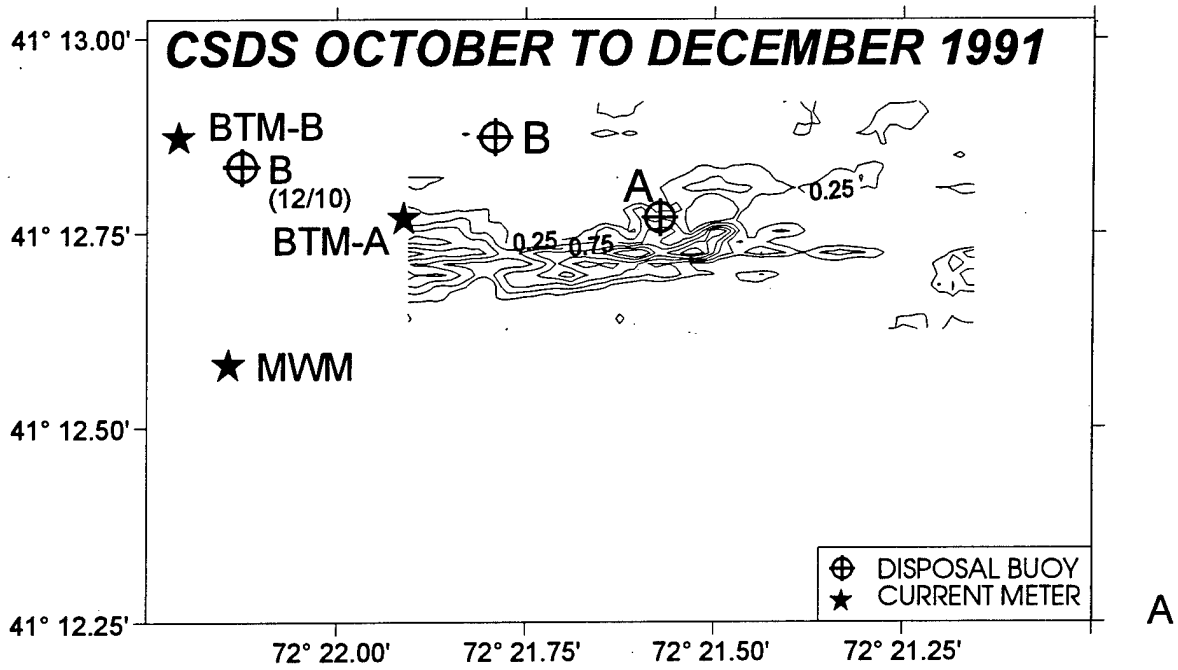 CSDS OCTOBER TO DECEMBER 1991
41° 13.00'
BTM-B
B
B
(12/10)
A
0.25
41° 12.75'
BTM-A
0.25
0.75
MWM
41° 12.50'
DISPOSAL BUOY
CURRENT METER
A
41° 12.25'
72° 22.00'
72° 21.75'
72° 21.50'
72° 21.25'